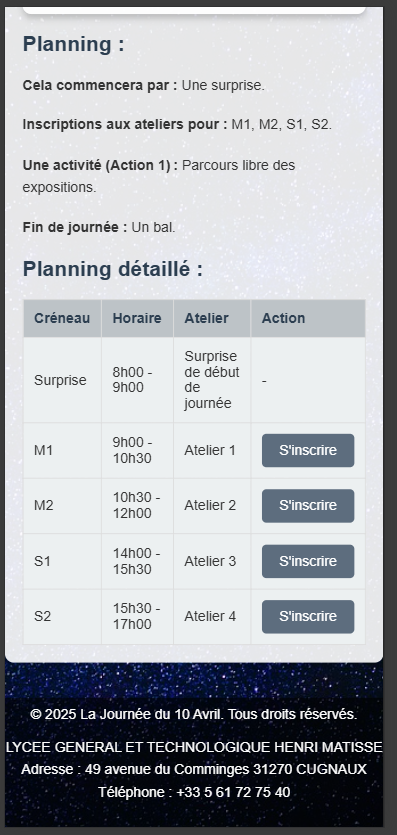 Planning :
Cela commencera par : Une surprise.
Inscriptions aux ateliers pour : M1, M2, S1, S2.
Une activité (Action 1) : Parcours libre des
expositions.
Fin de journée : Un bal.
Planning détaillé :
Créneau Horaire Atelier Action
Surprise 8h00 - 9h00 Surprise de début de journée -
M1 9h00 - 10h30 Atelier 1 S'inscrire
M2 10h30 - 12h00 Atelier 2 S'inscrire
S1 14h00 - 15h30 Atelier 3 S'inscrire
S2 15h30 - 17h00 Atelier 4 S'inscrire
© 2025 La Journée du 10 Avril. Tous droits réservés.
LYCEE GENERAL ET TECHNOLOGIQUE HENRI MATISSE
Adresse : 49 avenue du Comminges 31270 CUGNAUX
Téléphone : +33 5 61 72 75 40